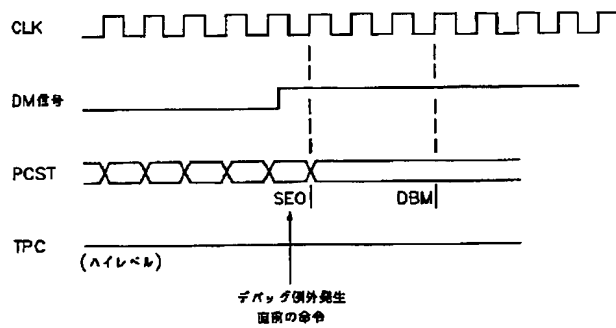 CLK
DM信号
PCST
SEO DBM
TPC
(ハイレベル)
デバッグ例外発生
直前の命令